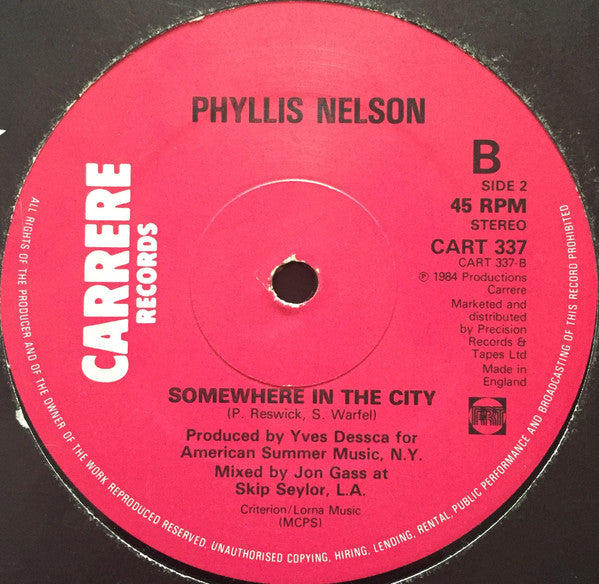 PHYLLIS NELSON
CARRERE
RECORDS
B
SIDE 2
45 RPM
STEREO
CART 337
CART 337-B
℗ 1984 Productions
Carrere
Marketed and
distributed
by Precision
Records &
Tapes Ltd
Made in
England
PRT
SOMEWHERE IN THE CITY
(P. Reswick, S. Warfel)
Produced by Yves Dessca for
American Summer Music, N.Y.
Mixed by Jon Gass at
Skip Seylor, L.A.
Criterion/Lorna Music
(MCPS)
ALL RIGHTS OF THE PRODUCER AND OF THE OWNER OF THE WORK REPRODUCED RESERVED. UNAUTHORISED COPYING, HIRING, LENDING, RENTAL, PUBLIC PERFORMANCE AND BROADCASTING OF THIS RECORD PROHIBITED